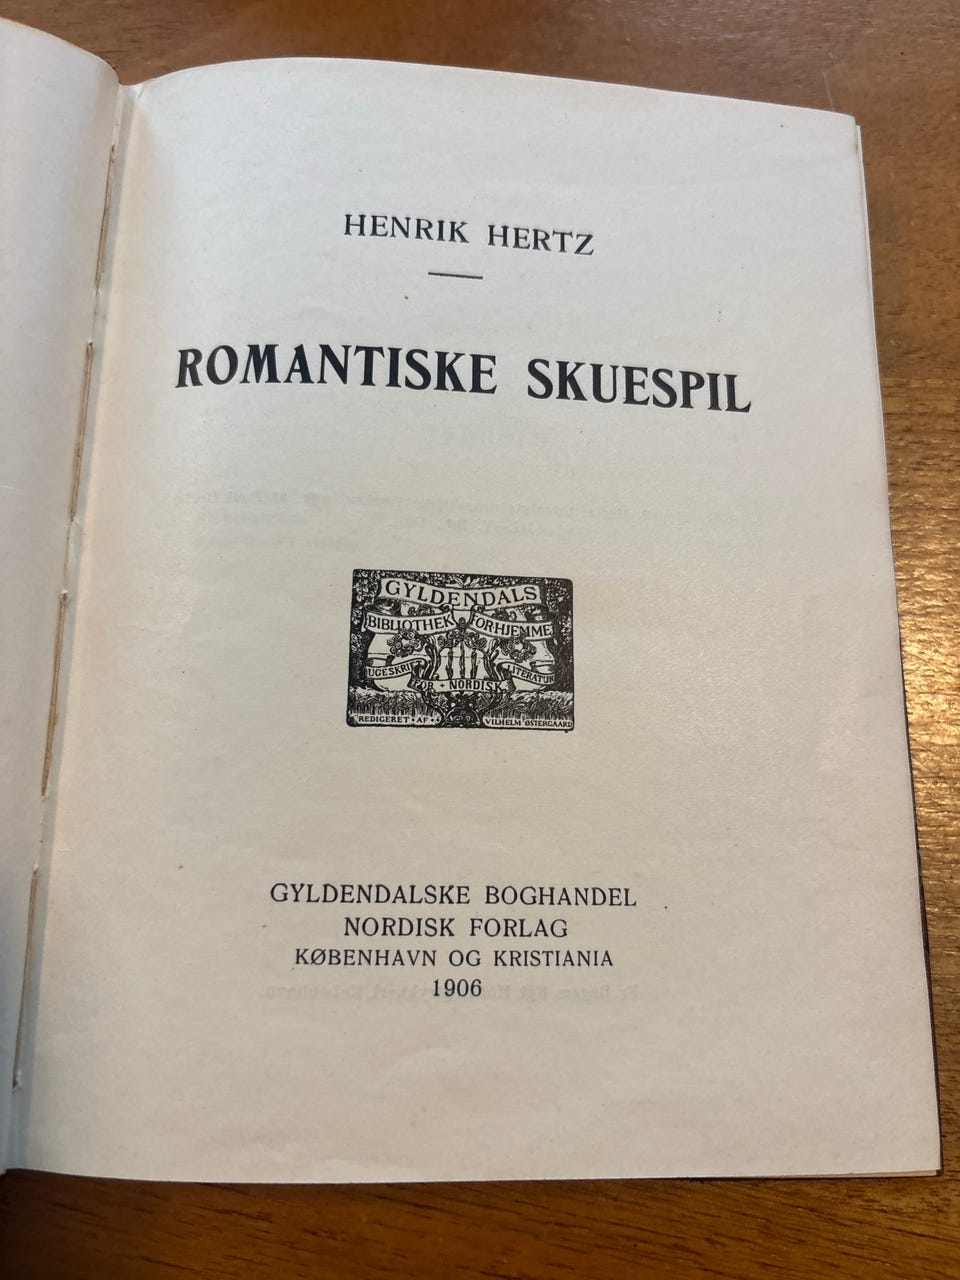 HENRIK HERTZ
ROMANTISKE SKUESPIL
GYLDENDALS
BIBLIOTHEK FOR HJEMME
UGESKRIFT LITERATUR
FOR · NORDISK
REDIGERET · AF · VILHELM ØSTERGAARD
GYLDENDALSKE BOGHANDEL
NORDISK FORLAG
KØBENHAVN OG KRISTIANIA
1906